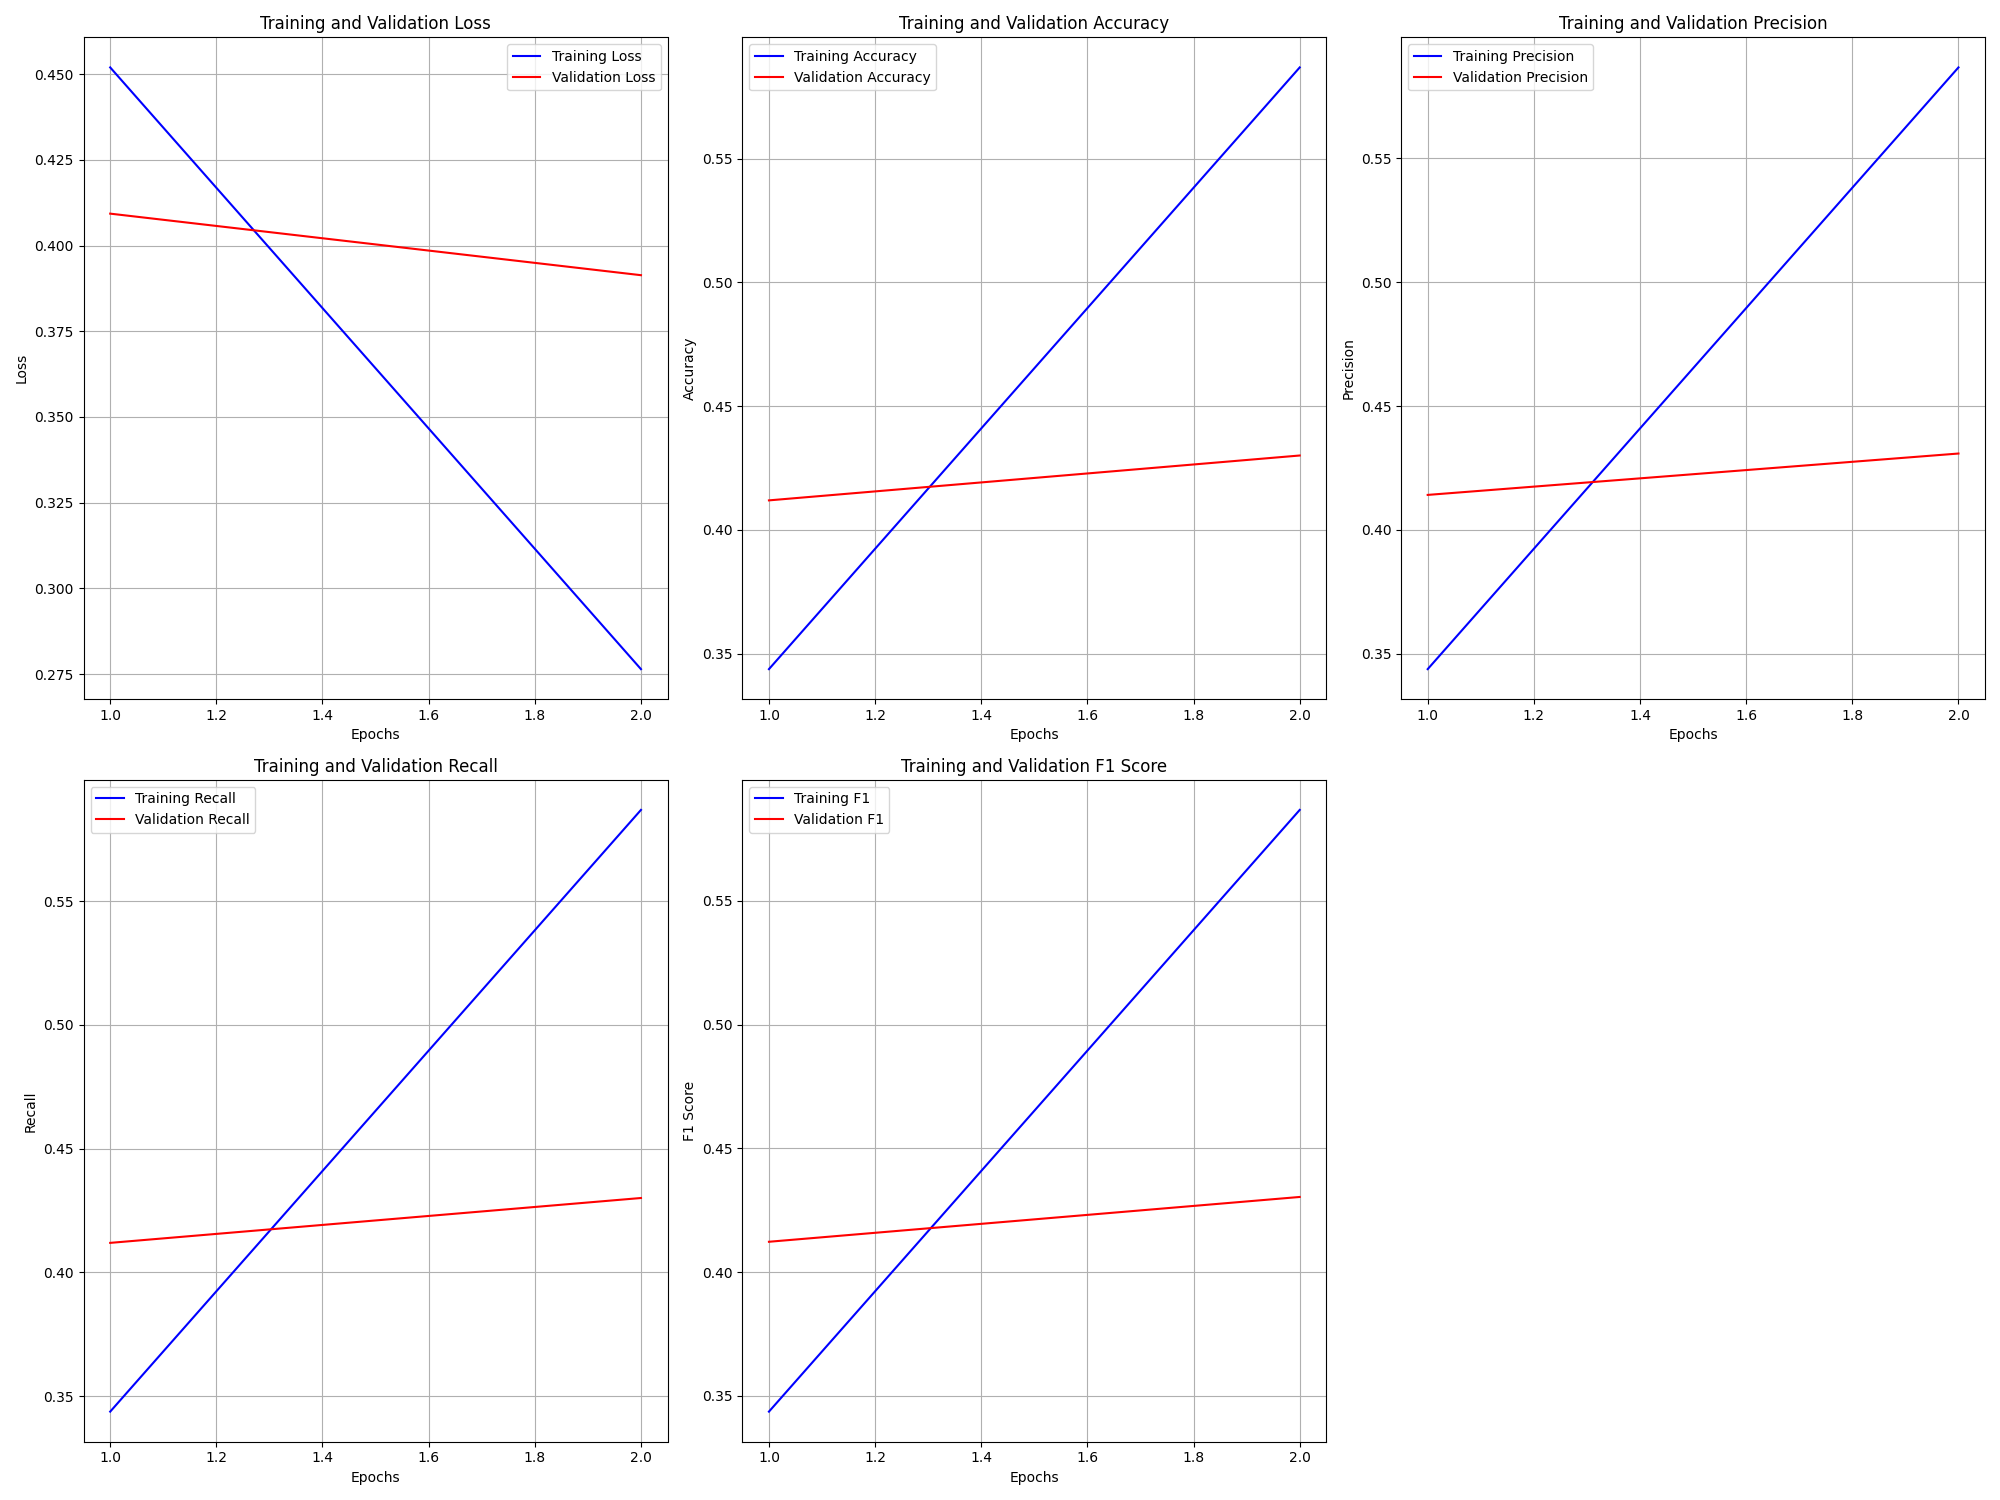 Training and Validation Loss
Training Loss
Validation Loss
0.450
0.425
0.400
0.375
0.350
0.325
0.300
0.275
Loss
1.0 1.2 1.4 1.6 1.8 2.0
Epochs
Training and Validation Accuracy
Training Accuracy
Validation Accuracy
0.55
0.50
0.45
0.40
0.35
Accuracy
1.0 1.2 1.4 1.6 1.8 2.0
Epochs
Training and Validation Precision
Training Precision
Validation Precision
0.55
0.50
0.45
0.40
0.35
Precision
1.0 1.2 1.4 1.6 1.8 2.0
Epochs
Training and Validation Recall
Training Recall
Validation Recall
0.55
0.50
0.45
0.40
0.35
Recall
1.0 1.2 1.4 1.6 1.8 2.0
Epochs
Training and Validation F1 Score
Training F1
Validation F1
0.55
0.50
0.45
0.40
0.35
F1 Score
1.0 1.2 1.4 1.6 1.8 2.0
Epochs